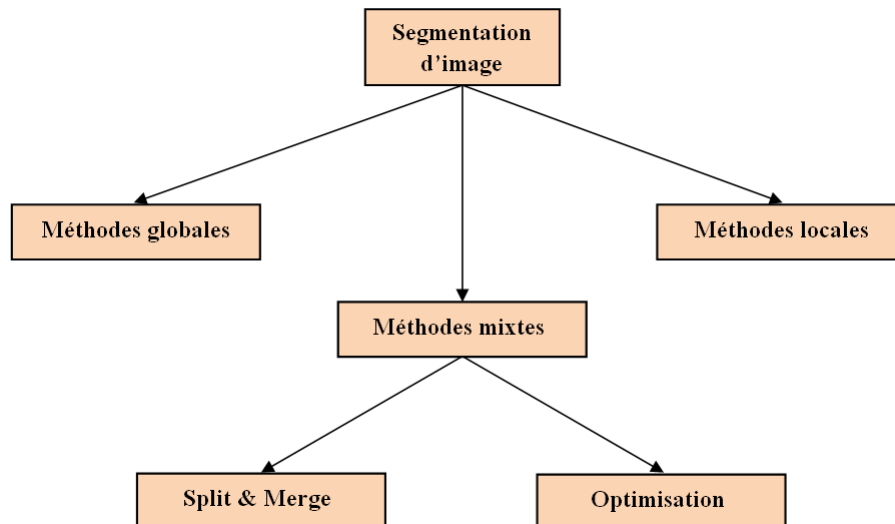 Segmentation
d’image
Méthodes globales
Méthodes locales
Méthodes mixtes
Split & Merge
Optimisation